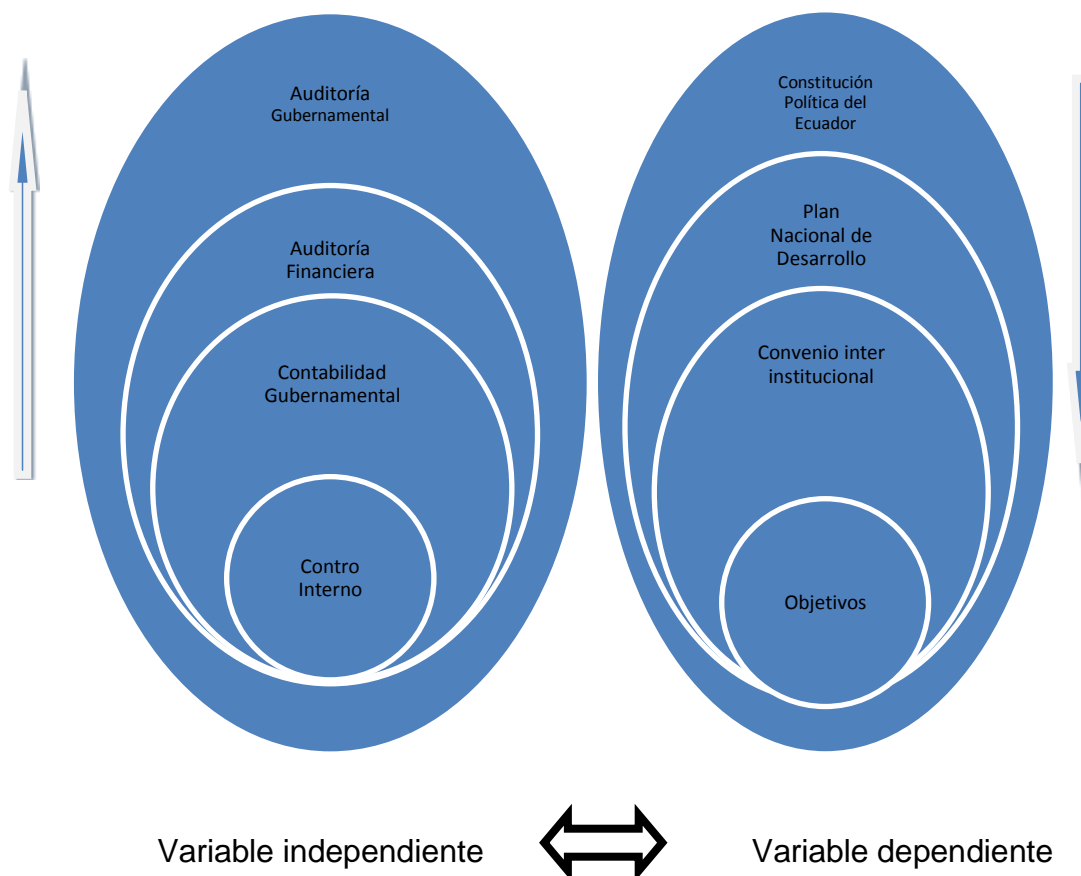 Auditoría
Gubernamental
Auditoría
Financiera
Contabilidad
Gubernamental
Contro
Interno
Constitución
Política del
Ecuador
Plan
Nacional de
Desarrollo
Convenio inter
institucional
Objetivos
Variable independiente
Variable dependiente